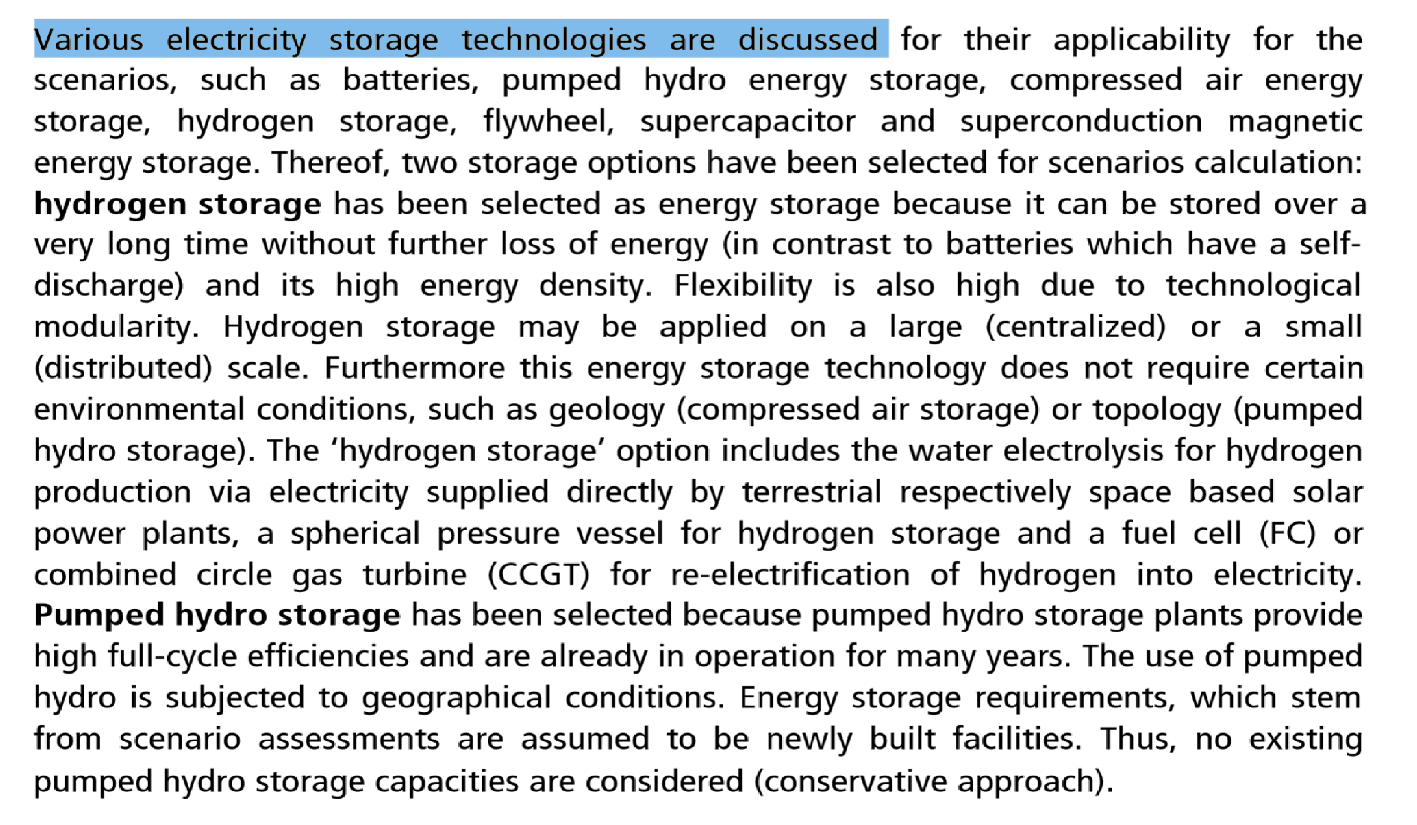 Various electricity storage technologies are discussed for their applicability for the
scenarios, such as batteries, pumped hydro energy storage, compressed air energy
storage, hydrogen storage, flywheel, supercapacitor and superconduction magnetic
energy storage. Thereof, two storage options have been selected for scenarios calculation:
hydrogen storage has been selected as energy storage because it can be stored over a
very long time without further loss of energy (in contrast to batteries which have a self-
discharge) and its high energy density. Flexibility is also high due to technological
modularity. Hydrogen storage may be applied on a large (centralized) or a small
(distributed) scale. Furthermore this energy storage technology does not require certain
environmental conditions, such as geology (compressed air storage) or topology (pumped
hydro storage). The ‘hydrogen storage’ option includes the water electrolysis for hydrogen
production via electricity supplied directly by terrestrial respectively space based solar
power plants, a spherical pressure vessel for hydrogen storage and a fuel cell (FC) or
combined circle gas turbine (CCGT) for re-electrification of hydrogen into electricity.
Pumped hydro storage has been selected because pumped hydro storage plants provide
high full-cycle efficiencies and are already in operation for many years. The use of pumped
hydro is subjected to geographical conditions. Energy storage requirements, which stem
from scenario assessments are assumed to be newly built facilities. Thus, no existing
pumped hydro storage capacities are considered (conservative approach).